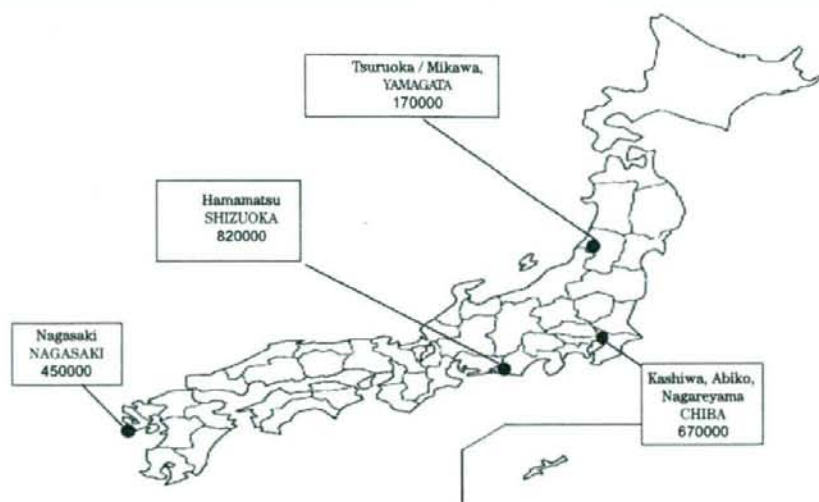 Tsuruoka / Mikawa,
YAMAGATA
170000
Hamamatsu
SHIZUOKA
820000
Nagasaki
NAGASAKI
450000
Kashiwa, Abiko,
Nagareyama
CHIBA
670000